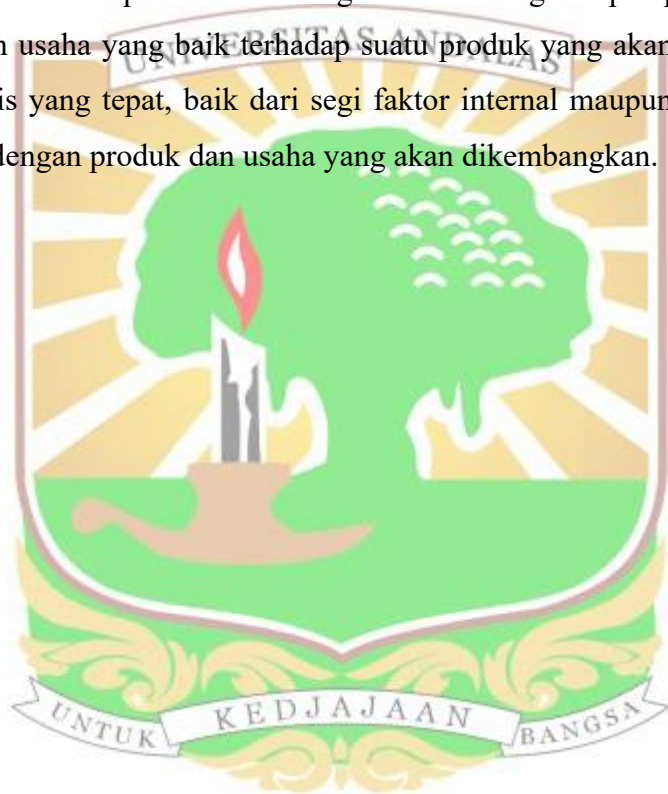 n usaha yang baik terhadap suatu produk yang akan
UNIVERSITAS ANDALAS
is yang tepat, baik dari segi faktor internal maupun
dengan produk dan usaha yang akan dikembangkan.
UNTUK KEDJAJAAN BANGSA